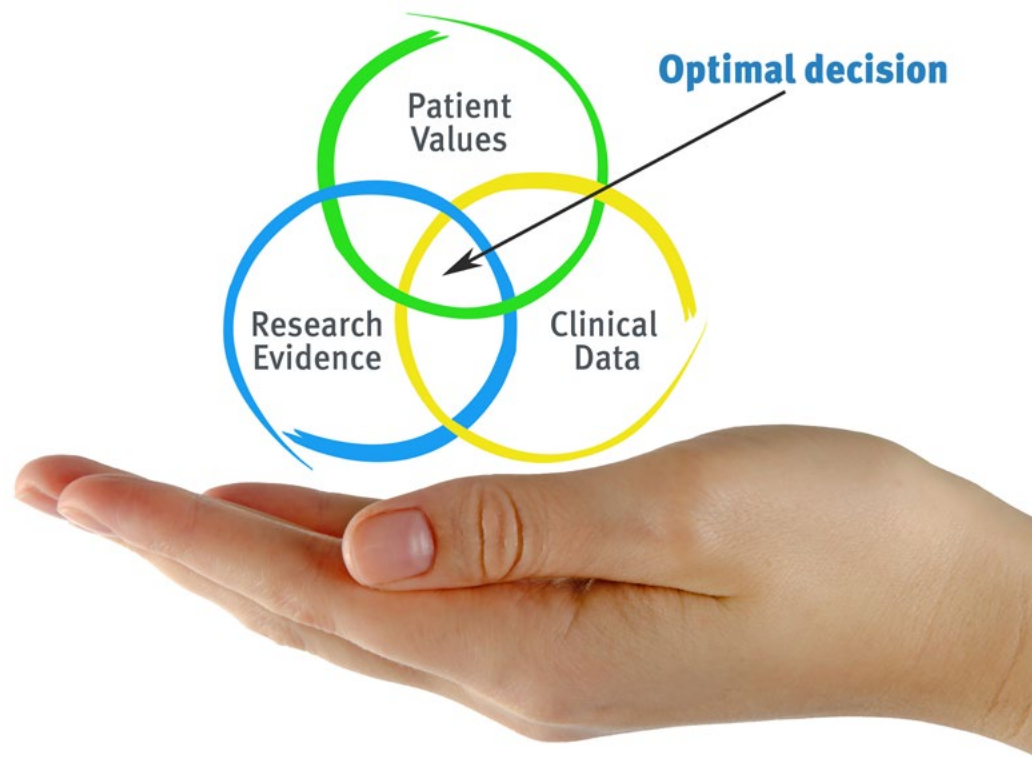 Optimal decision
Patient
Values
Research
Evidence
Clinical
Data